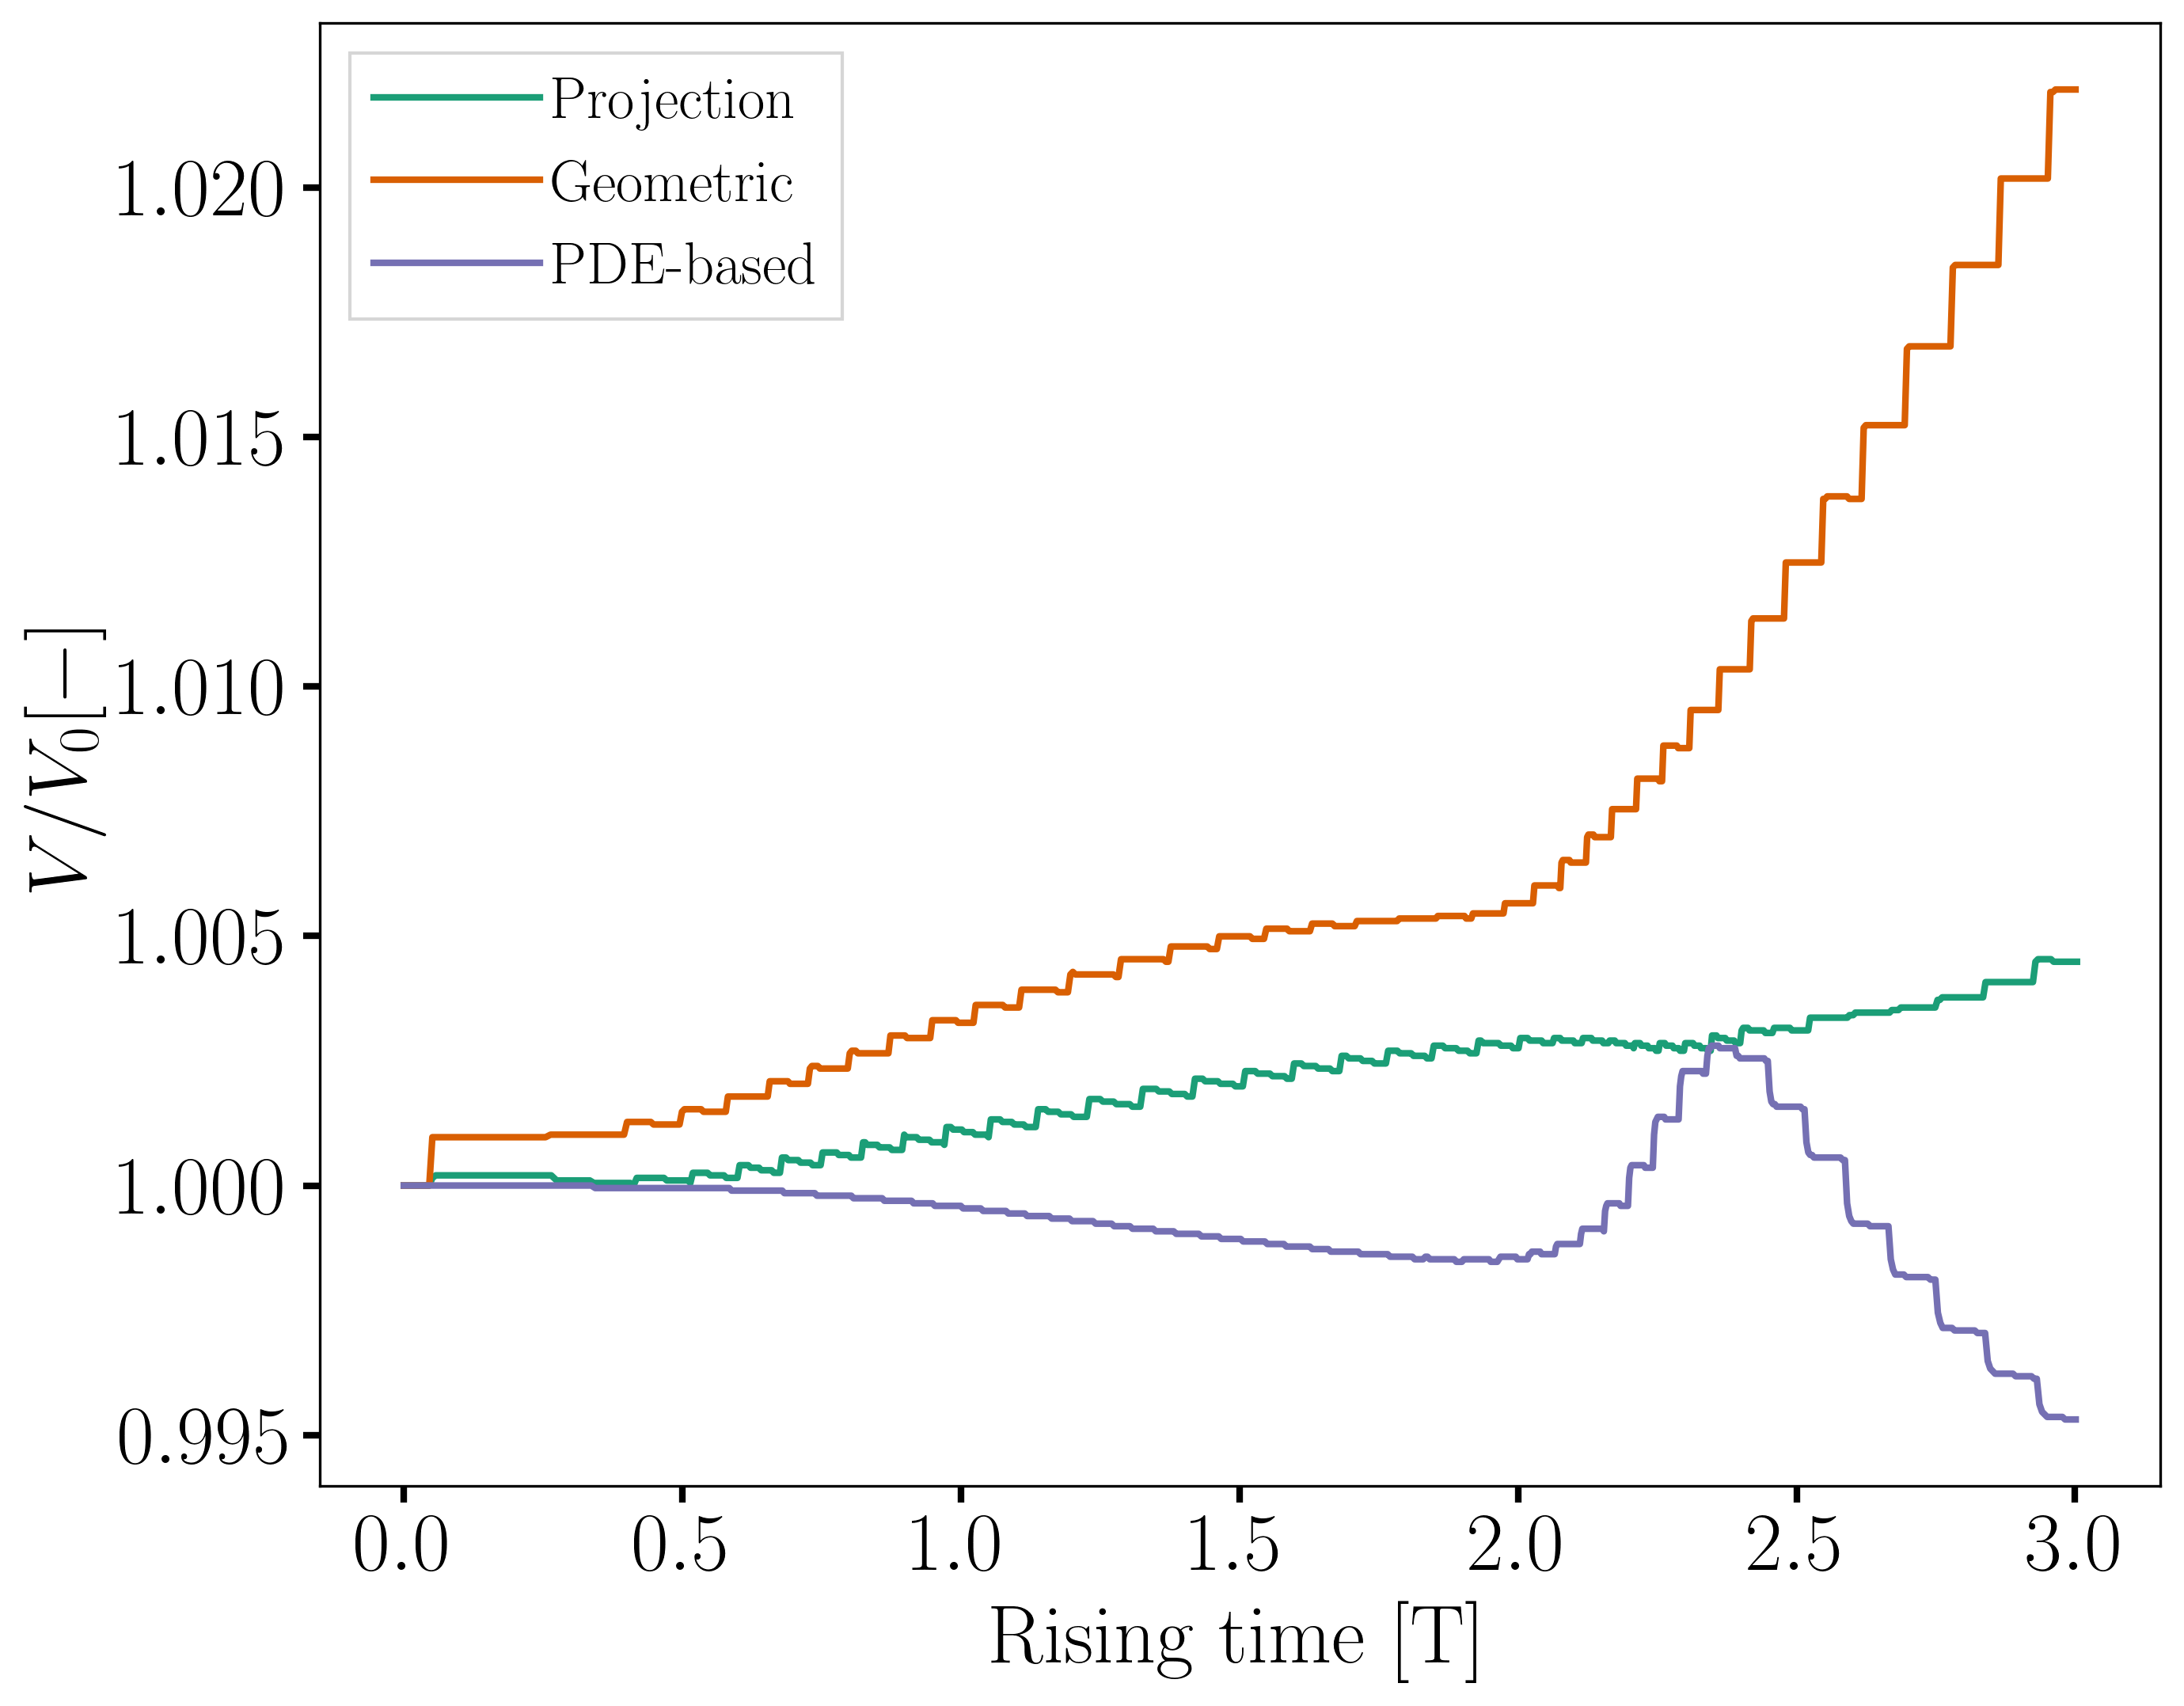 Projection
Geometric
PDE-based
1.020
1.015
1.010
1.005
1.000
0.995
V/V₀[−]
0.0 0.5 1.0 1.5 2.0 2.5 3.0
Rising time [T]